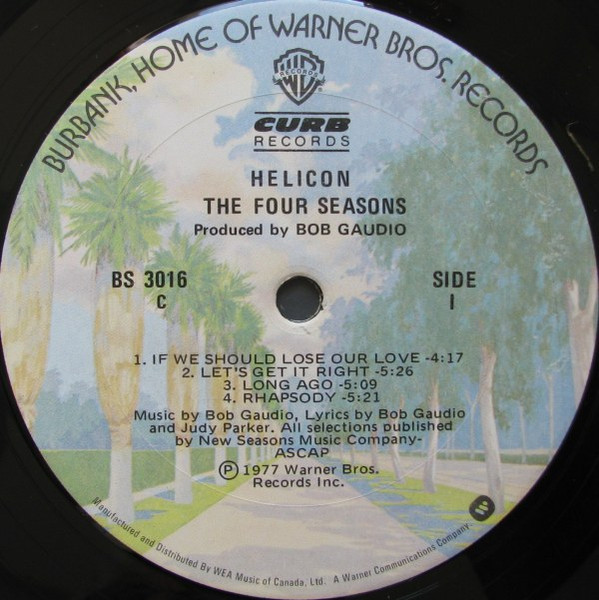 BURBANK, HOME OF WARNER BROS. RECORDS
RECORDS
CURB
RECORDS
HELICON
THE FOUR SEASONS
Produced by BOB GAUDIO
BS 3016
C
SIDE
1
1. IF WE SHOULD LOSE OUR LOVE -4:17
2. LET'S GET IT RIGHT -5:26
3. LONG AGO -5:09
4. RHAPSODY -5:21
Music by Bob Gaudio, Lyrics by Bob Gaudio
and Judy Parker. All selections published
by New Seasons Music Company-
ASCAP
Ⓟ 1977 Warner Bros.
Records Inc.
Manufactured and Distributed By WEA Music of Canada, Ltd. A Warner Communications Company.